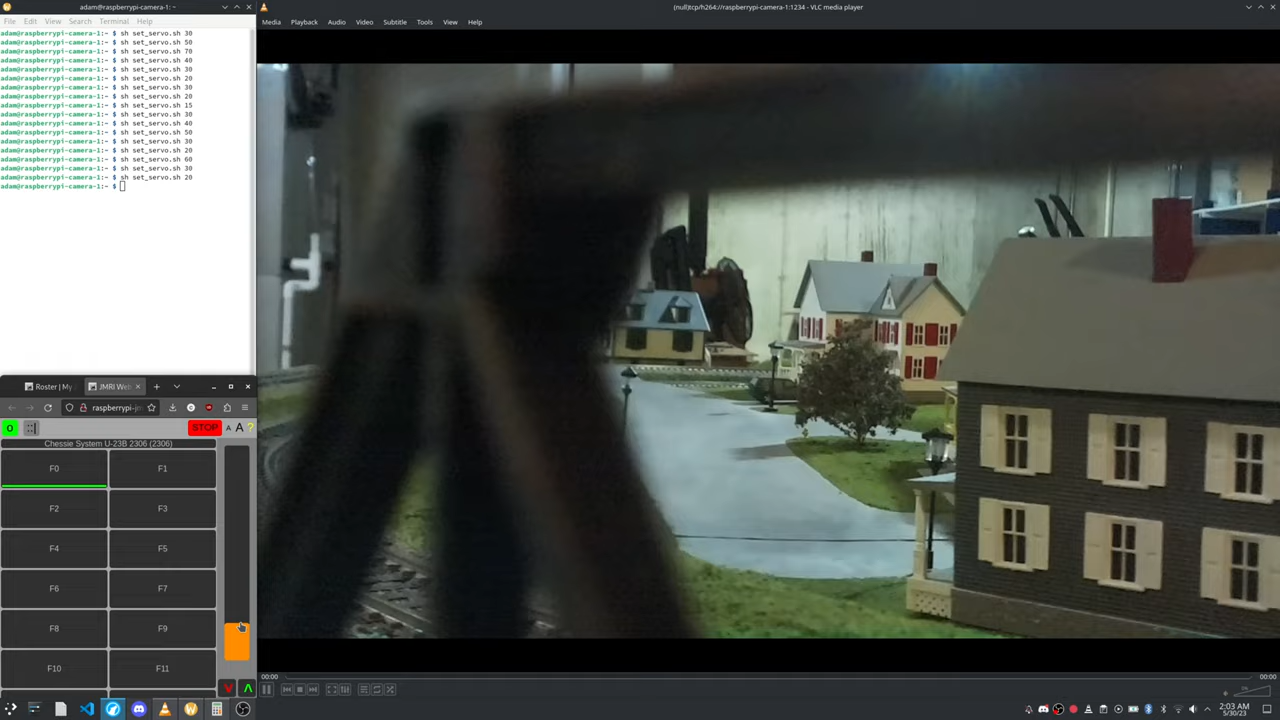 adam@raspberrypi-camera-1: ~
File Edit View Search Terminal Help
adam@raspberrypi-camera-1:~ $ sh set_servo.sh 30
adam@raspberrypi-camera-1:~ $ sh set_servo.sh 50
adam@raspberrypi-camera-1:~ $ sh set_servo.sh 70
adam@raspberrypi-camera-1:~ $ sh set_servo.sh 40
adam@raspberrypi-camera-1:~ $ sh set_servo.sh 30
adam@raspberrypi-camera-1:~ $ sh set_servo.sh 20
adam@raspberrypi-camera-1:~ $ sh set_servo.sh 30
adam@raspberrypi-camera-1:~ $ sh set_servo.sh 20
adam@raspberrypi-camera-1:~ $ sh set_servo.sh 15
adam@raspberrypi-camera-1:~ $ sh set_servo.sh 30
adam@raspberrypi-camera-1:~ $ sh set_servo.sh 40
adam@raspberrypi-camera-1:~ $ sh set_servo.sh 50
adam@raspberrypi-camera-1:~ $ sh set_servo.sh 30
adam@raspberrypi-camera-1:~ $ sh set_servo.sh 20
adam@raspberrypi-camera-1:~ $ sh set_servo.sh 60
adam@raspberrypi-camera-1:~ $ sh set_servo.sh 30
adam@raspberrypi-camera-1:~ $ sh set_servo.sh 20
adam@raspberrypi-camera-1:~ $
(null)tcp/h264://raspberrypi-camera-1:1234 - VLC media player
Media Playback Audio Video Subtitle Tools View Help
Roster | My
JMRI Web
raspberrypi-jm
STOP A A ?
Chessie System U-23B 2306 (2306)
F0 F1
F2 F3
F4 F5
F6 F7
F8 F9
F10 F11
00:00
00:00
2:03 AM
5/30/23